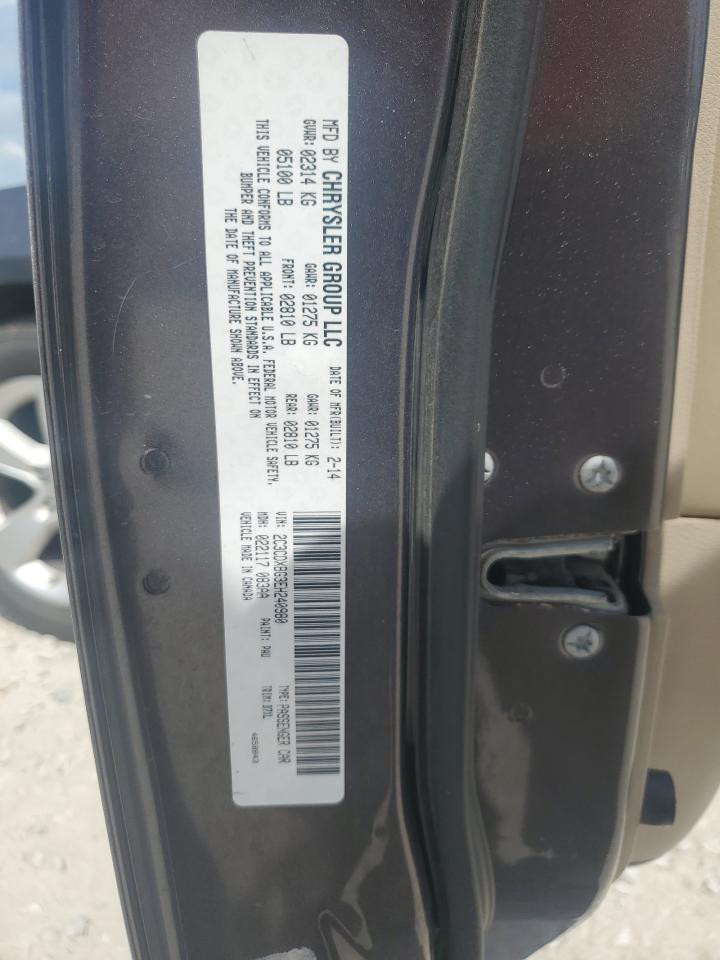 MFD BY CHRYSLER GROUP LLC DATE OF MFR(BUILT): 2-14
GVWR: 02314 KG GAWR: 01275 KG GAWR: 01275 KG
05100 LB FRONT: 02810 LB REAR: 02810 LB
THIS VEHICLE CONFORMS TO ALL APPLICABLE U.S.A. FEDERAL MOTOR VEHICLE SAFETY,
BUMPER AND THEFT PREVENTION STANDARDS IN EFFECT ON
THE DATE OF MANUFACTURE SHOWN ABOVE.
VIN: 2C3CDXBG3EH240980 TYPE: PASSENGER CAR
MDH: 022117 083AA PAINT: PAU TRIM:
VEHICLE MADE IN CANADA